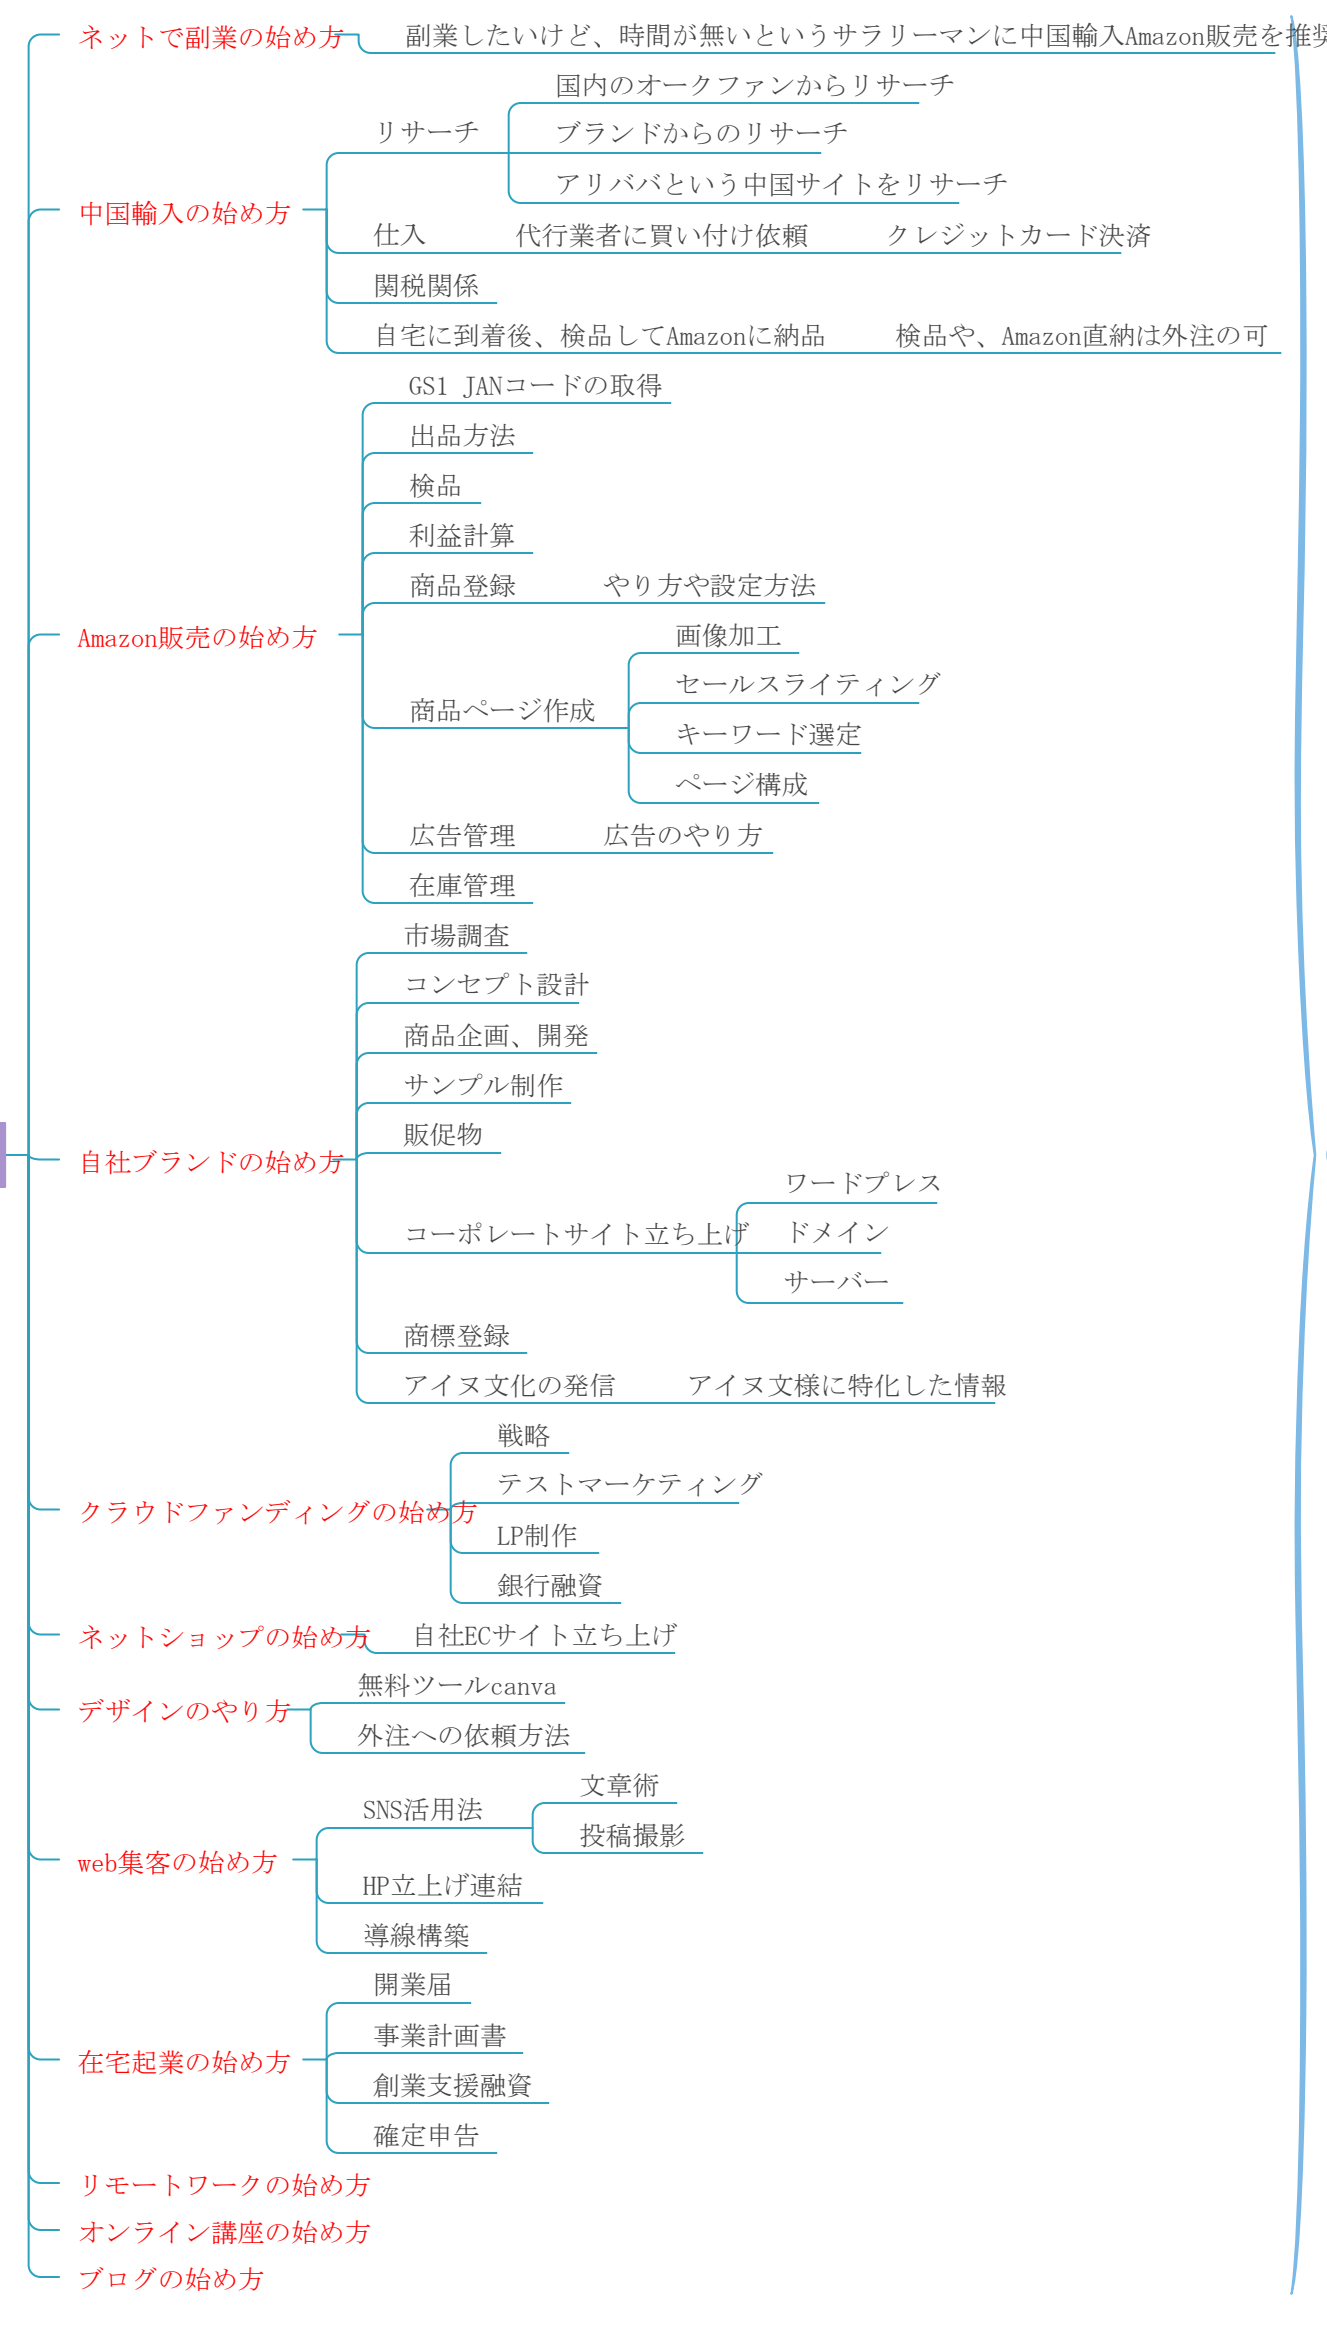 ネットで副業の始め方
副業したいけど、時間が無いというサラリーマンに中国輸入Amazon販売を推奨
中国輸入の始め方
リサーチ
国内のオークファンからリサーチ
ブランドからのリサーチ
アリババという中国サイトをリサーチ
仕入
代行業者に買い付け依頼
クレジットカード決済
関税関係
自宅に到着後、検品してAmazonに納品
検品や、Amazon直納は外注の可
Amazon販売の始め方
GS1 JANコードの取得
出品方法
検品
利益計算
商品登録
やり方や設定方法
商品ページ作成
画像加工
セールスライティング
キーワード選定
ページ構成
広告管理
広告のやり方
在庫管理
自社ブランドの始め方
市場調査
コンセプト設計
商品企画、開発
サンプル制作
販促物
コーポレートサイト立ち上げ
ワードプレス
ドメイン
サーバー
商標登録
アイヌ文化の発信
アイヌ文様に特化した情報
クラウドファンディングの始め方
戦略
テストマーケティング
LP制作
銀行融資
ネットショップの始め方
自社ECサイト立ち上げ
デザインのやり方
無料ツールcanva
外注への依頼方法
web集客の始め方
SNS活用法
文章術
投稿撮影
HP立上げ連結
導線構築
在宅起業の始め方
開業届
事業計画書
創業支援融資
確定申告
リモートワークの始め方
オンライン講座の始め方
ブログの始め方